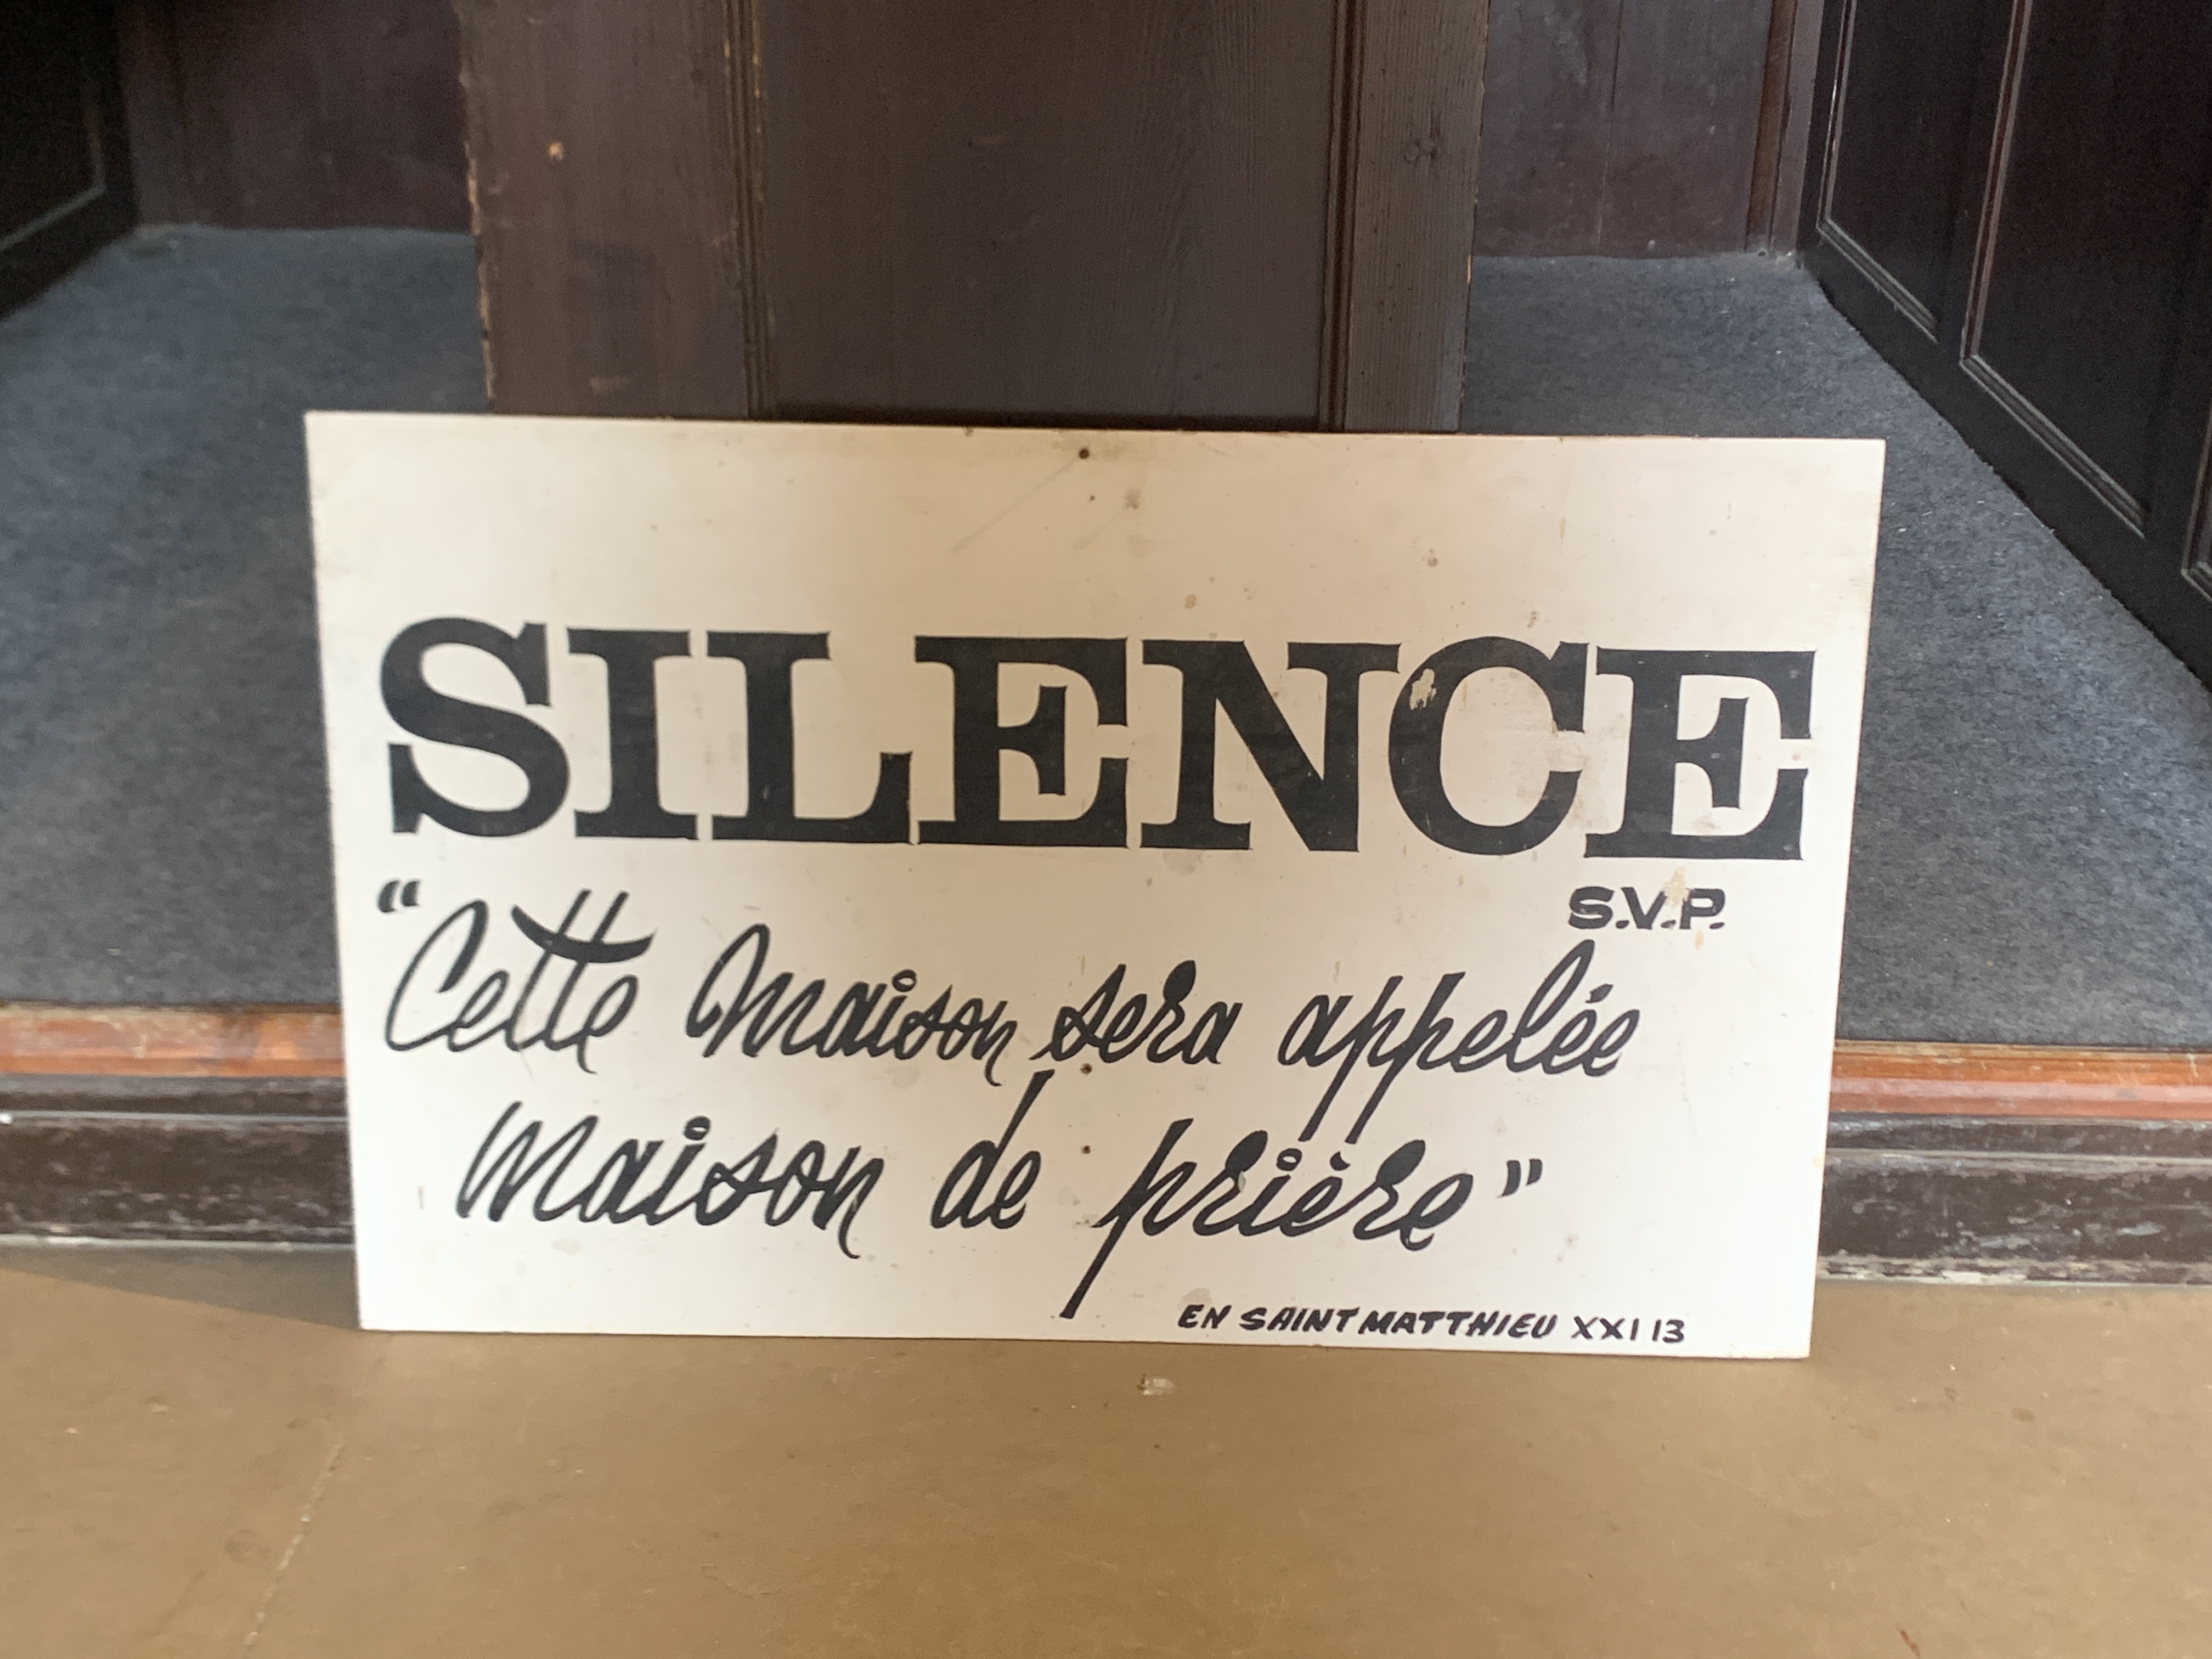 SILENCE
S.V.P.
“Cette Maison sera appelée
Maison de prière”
EN SAINT MATTHIEU XXI 13